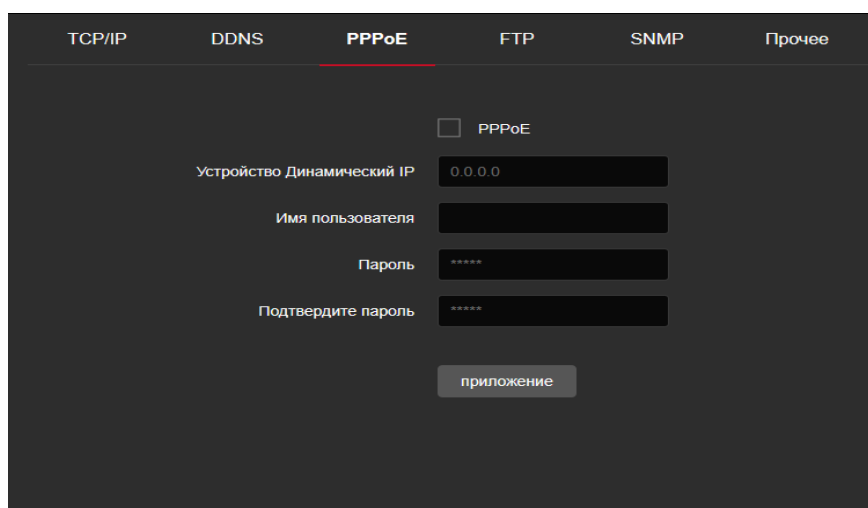 TCP/IP DDNS PPPoE FTP SNMP Прочее
PPPoE
Устройство Динамический IP 0.0.0.0
Имя пользователя
Пароль *****
Подтвердите пароль *****
приложение